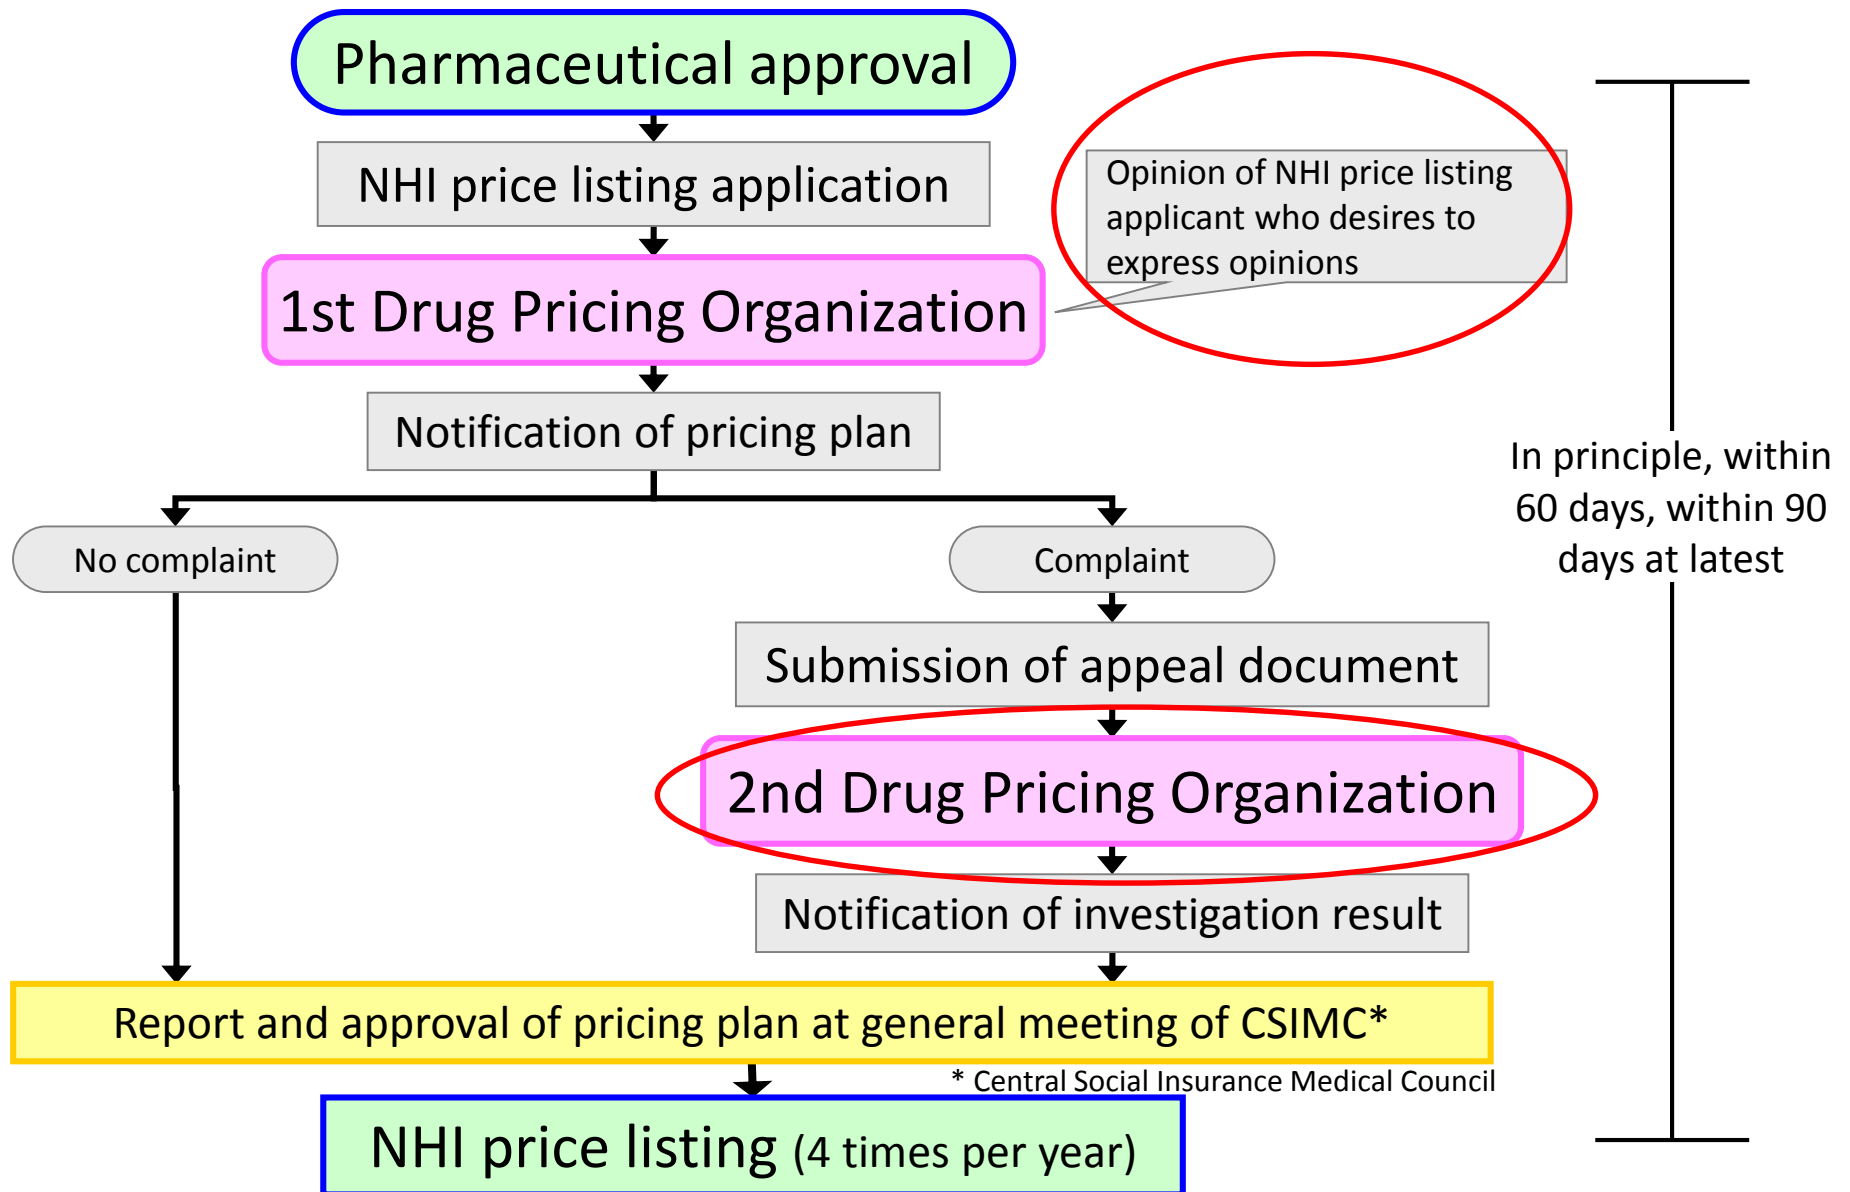 Pharmaceutical approval
NHI price listing application
Opinion of NHI price listing
applicant who desires to
express opinions
1st Drug Pricing Organization
Notification of pricing plan
In principle, within
60 days, within 90
days at latest
No complaint
Complaint
Submission of appeal document
2nd Drug Pricing Organization
Notification of investigation result
Report and approval of pricing plan at general meeting of CSIMC*
* Central Social Insurance Medical Council
NHI price listing (4 times per year)